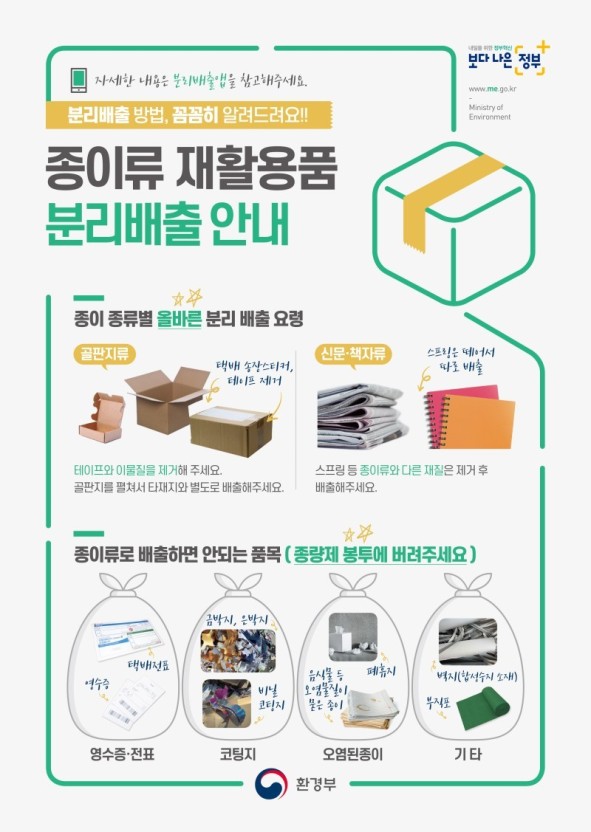 자세한 내용은 분리배출앱을 참고해주세요.
내일을 위한 정부혁신
보다 나은 정부
www.me.go.kr
-
Ministry of
Environment
분리배출 방법, 꼼꼼히 알려드려요!!
종이류 재활용품
분리배출 안내
종이 종류별 올바른 분리 배출 요령
골판지류
택배 송장스티커,
테이프 제거
테이프와 이물질을 제거해 주세요.
골판지를 펼쳐서 타재지와 별도로 배출해주세요.
신문·책자류
스프링은 떼어서
따로 배출
스프링 등 종이류와 다른 재질은 제거 후
배출해주세요.
종이류로 배출하면 안되는 품목 ( 종량제 봉투에 버려주세요 )
택배전표
영수증
영수증·전표
금박지, 은박지
비닐
코팅지
코팅지
폐휴지
음식물 등
오염물질이
묻은 종이
오염된종이
벽지(합성수지 소재)
부직포
기 타
환경부